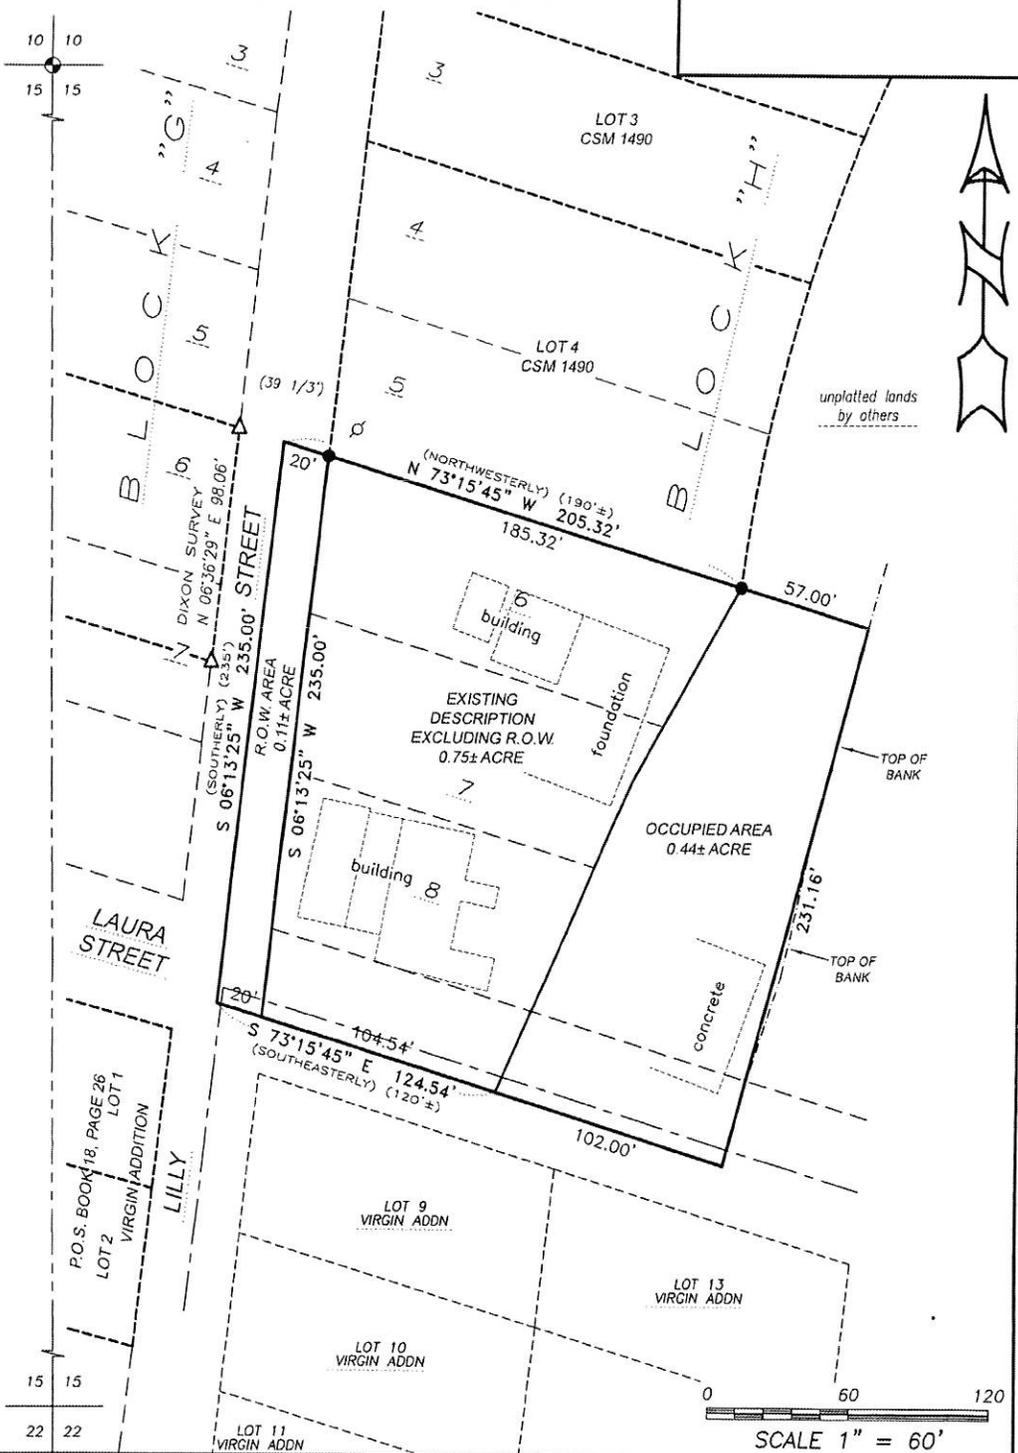 10 10
15 15
3
3
"G"
4
LOT 3
CSM 1490
"H"
4
BLOCK
5
LOT 4
CSM 1490
5
BLOCK
(39 1/3')
unplatted lands
by others
N
6
20'
(NORTHWESTERLY) (190'±)
N 73°15'45" W 205.32'
185.32'
57.00'
DIXON SURVEY
N 06°36'29" E 98.06'
STREET
7
(SOUTHERLY) (235')
S 06°13'25" W 235.00'
R.O.W. AREA
0.11± ACRE
S 06°13'25" W 235.00'
6
building
foundation
EXISTING
DESCRIPTION
EXCLUDING R.O.W.
0.75± ACRE
7
TOP OF
BANK
OCCUPIED AREA
0.44± ACRE
building
8
231.16'
LAURA
STREET
TOP OF
BANK
concrete
20'
104.54'
S 73°15'45" E 124.54'
(SOUTHEASTERLY) (120'±)
102.00'
P.O.S. BOOK 18, PAGE 26
LOT 1
LOT 2
VIRGIN ADDITION
LILLY
LOT 9
VIRGIN ADDN
LOT 13
VIRGIN ADDN
LOT 10
VIRGIN ADDN
15 15
22 22
LOT 11
VIRGIN ADDN
0 60 120
SCALE 1" = 60'